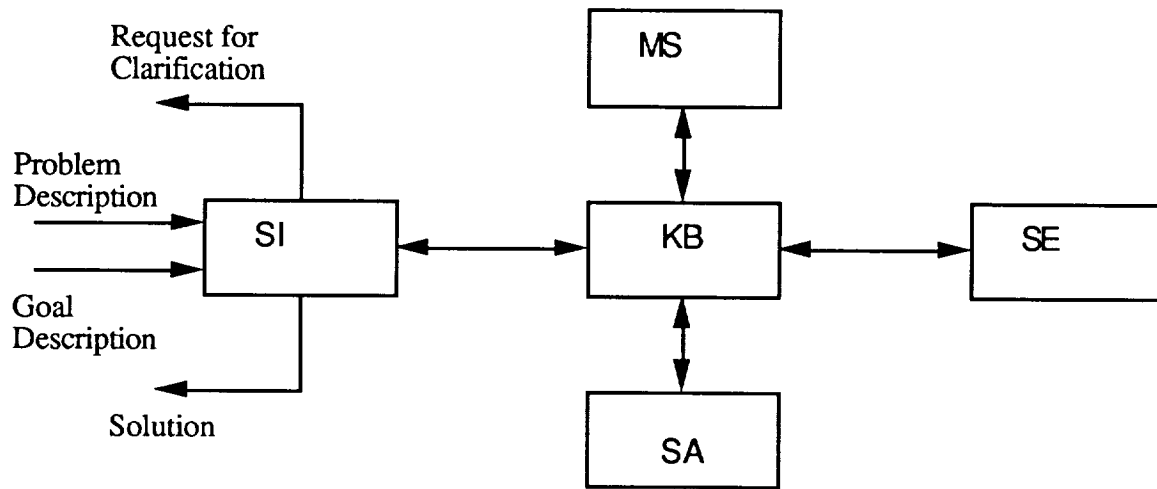 Request for
Clarification
MS
Problem
Description
SI
KB
SE
Goal
Description
Solution
SA